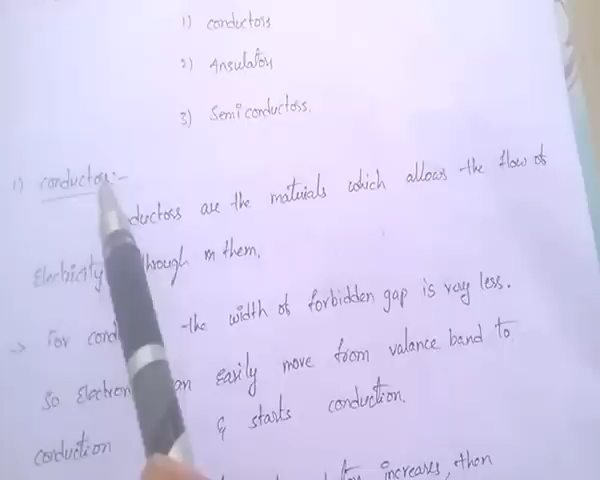 1) conductors
2) Insulators
3) Semiconductors.
1) conductors:-
ductors are the materials which allows the flow of
Electricity through m them.
→ For cond the width of forbidden gap is vary less.
So Electron an easily move from valance band to
conduction & starts conduction.
increases, then